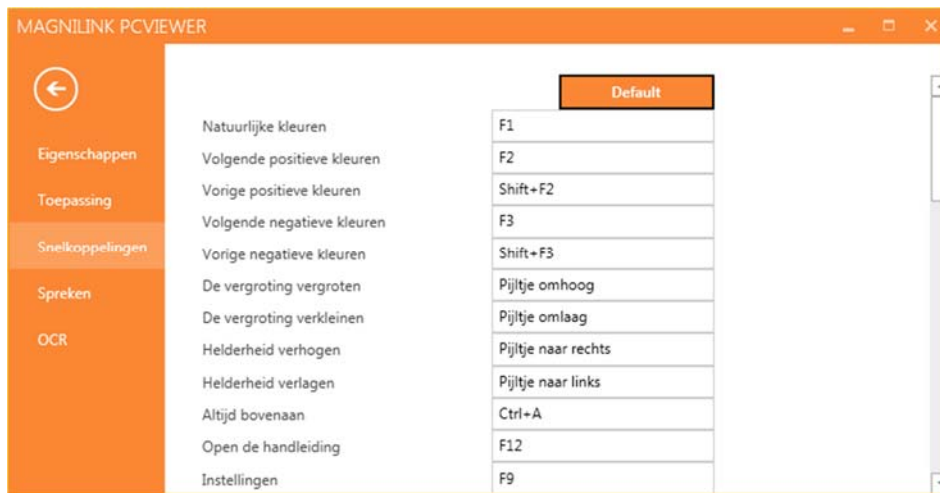 MAGNILINK PCVIEWER
Eigenschappen
Toepassing
Snelkoppelingen
Spreken
OCR
Default
Natuurlijke kleuren F1
Volgende positieve kleuren F2
Vorige positieve kleuren Shift+F2
Volgende negatieve kleuren F3
Vorige negatieve kleuren Shift+F3
De vergroting vergroten Pijltje omhoog
De vergroting verkleinen Pijltje omlaag
Helderheid verhogen Pijltje naar rechts
Helderheid verlagen Pijltje naar links
Altijd bovenaan Ctrl+A
Open de handleiding F12
Instellingen F9